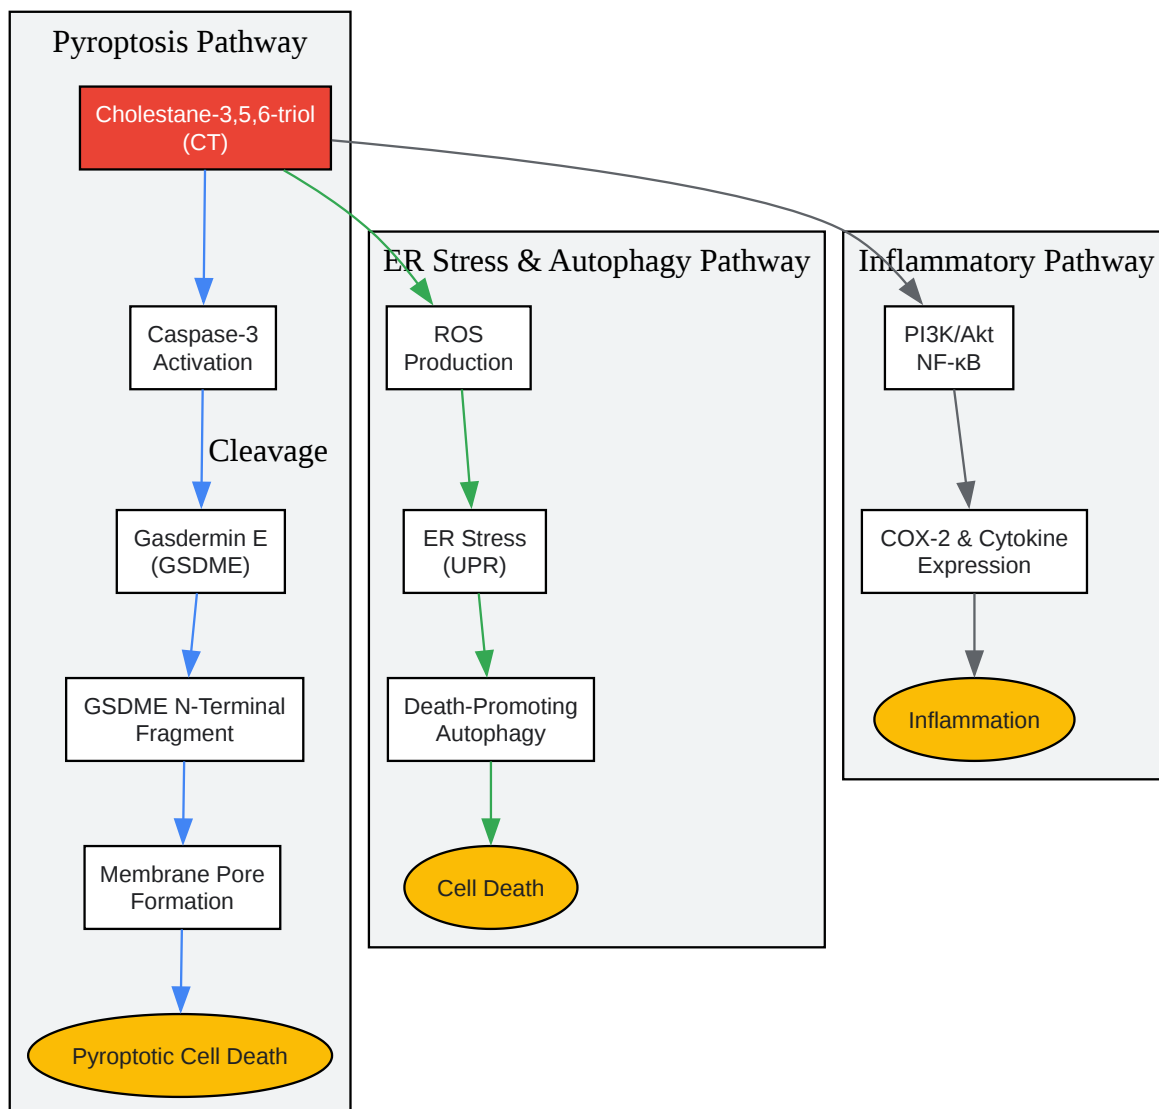 Pyroptosis Pathway
Cholestane-3,5,6-triol
(CT)
Caspase-3
Activation
Cleavage
Gasdermin E
(GSDME)
GSDME N-Terminal
Fragment
Membrane Pore
Formation
Pyroptotic Cell Death
ER Stress & Autophagy Pathway
ROS
Production
ER Stress
(UPR)
Death-Promoting
Autophagy
Cell Death
Inflammatory Pathway
PI3K/Akt
NF-κB
COX-2 & Cytokine
Expression
Inflammation